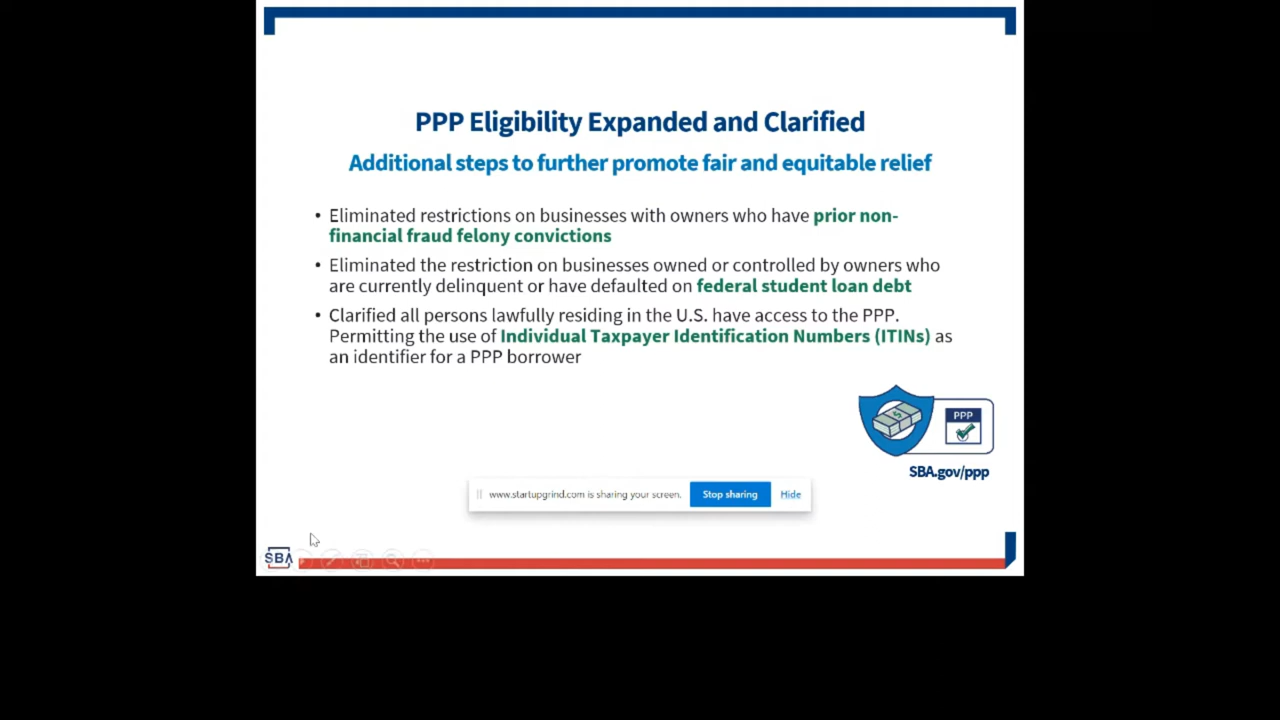 PPP Eligibility Expanded and Clarified
Additional steps to further promote fair and equitable relief
• Eliminated restrictions on businesses with owners who have prior non-
financial fraud felony convictions
• Eliminated the restriction on businesses owned or controlled by owners who
are currently delinquent or have defaulted on federal student loan debt
• Clarified all persons lawfully residing in the U.S. have access to the PPP.
Permitting the use of Individual Taxpayer Identification Numbers (ITINs) as
an identifier for a PPP borrower
PPP
SBA.gov/ppp
www.startupgrind.com is sharing your screen. Stop sharing Hide
SBA